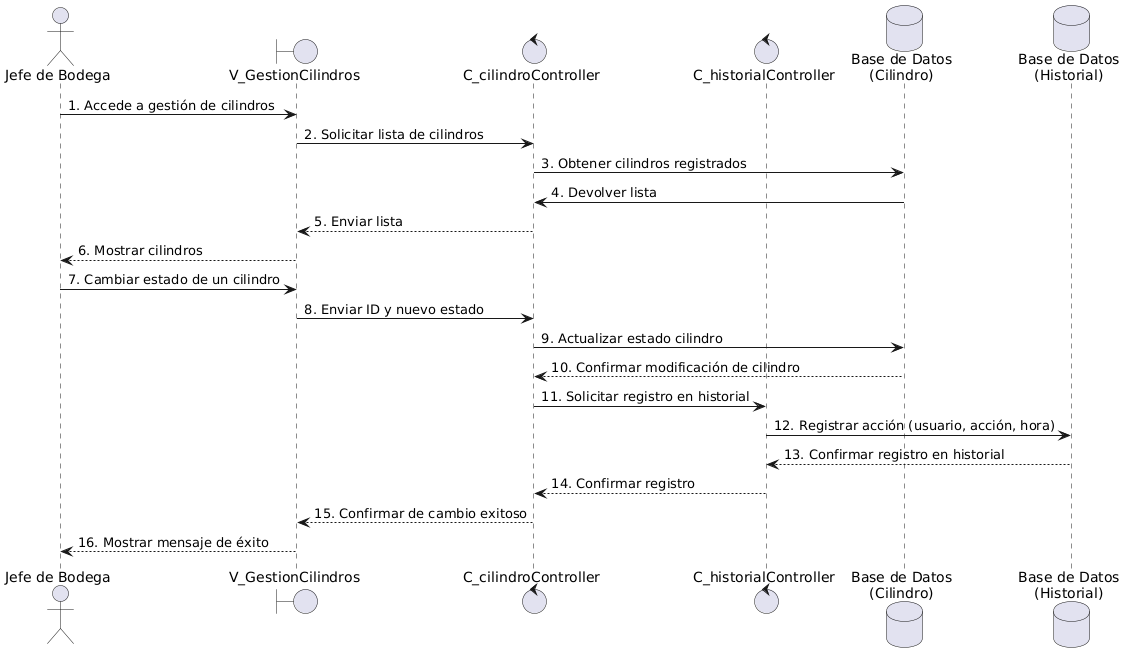 Jefe de Bodega
V_GestionCilindros
C_cilindroController
C_historialController
Base de Datos
(Cilindro)
Base de Datos
(Historial)
1. Accede a gestión de cilindros
2. Solicitar lista de cilindros
3. Obtener cilindros registrados
4. Devolver lista
5. Enviar lista
6. Mostrar cilindros
7. Cambiar estado de un cilindro
8. Enviar ID y nuevo estado
9. Actualizar estado cilindro
10. Confirmar modificación de cilindro
11. Solicitar registro en historial
12. Registrar acción (usuario, acción, hora)
13. Confirmar registro en historial
14. Confirmar registro
15. Confirmar de cambio exitoso
16. Mostrar mensaje de éxito
Jefe de Bodega
V_GestionCilindros
C_cilindroController
C_historialController
Base de Datos
(Cilindro)
Base de Datos
(Historial)